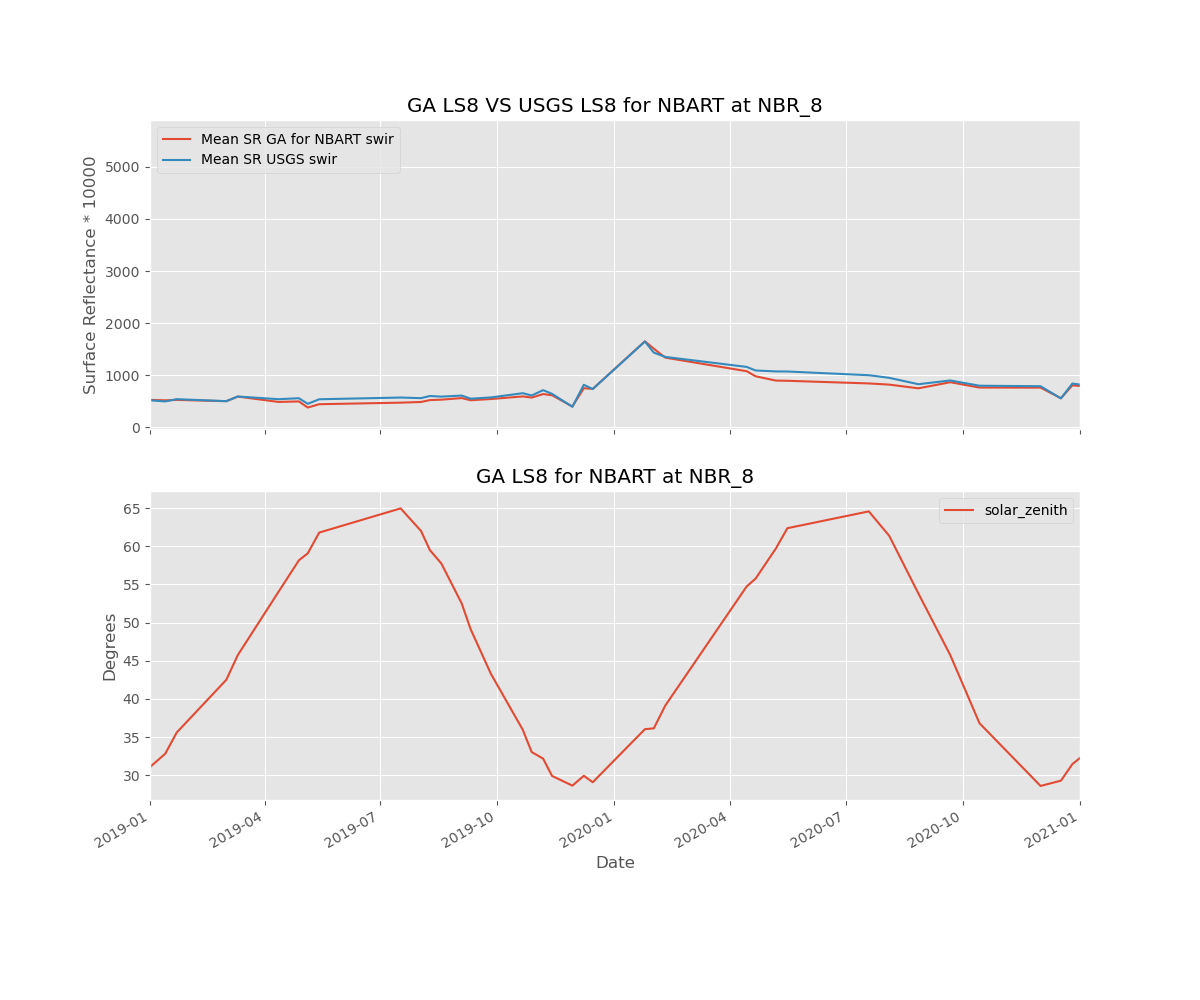 GA LS8 VS USGS LS8 for NBART at NBR_8
Mean SR GA for NBART swir
Mean SR USGS swir
Surface Reflectance * 10000
5000
4000
3000
2000
1000
0
GA LS8 for NBART at NBR_8
solar_zenith
Degrees
65
60
55
50
45
40
35
30
2019-01
2019-04
2019-07
2019-10
2020-01
2020-04
2020-07
2020-10
2021-01
Date